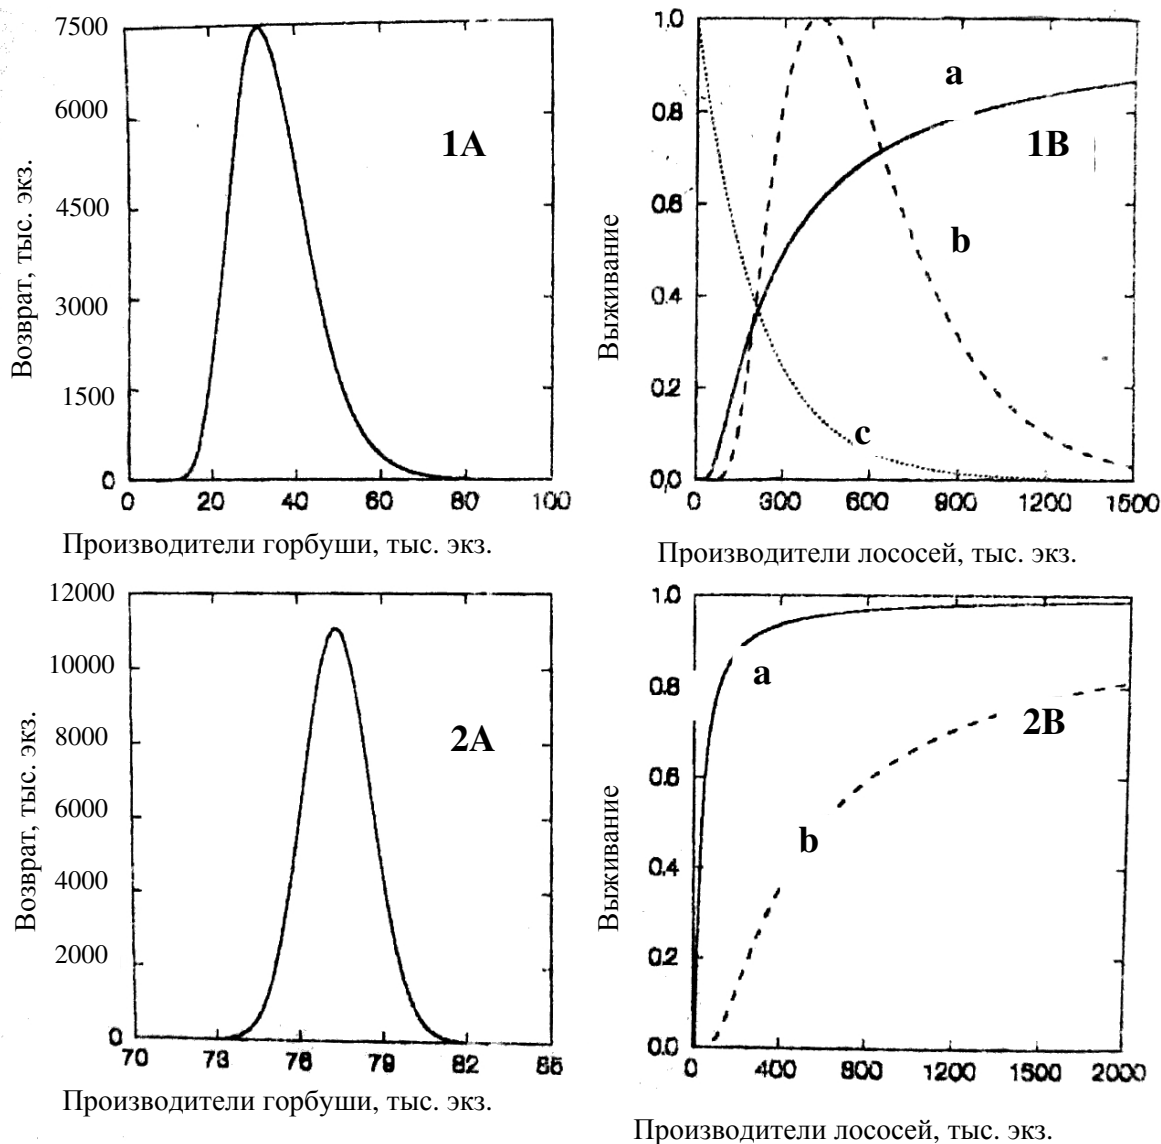 7500
6000
4500
3000
1500
0
Возврат, тыс. экз.
1A
0 20 40 60 80 100
Производители горбуши, тыс. экз.
1.0
0.8
0.6
0.4
0.2
0.0
Выживание
a
1B
b
c
0 300 600 900 1200 1500
Производители лососей, тыс. экз.
12000
10000
8000
6000
4000
2000
0
Возврат, тыс. экз.
2A
70 73 76 79 82 85
Производители горбуши, тыс. экз.
1.0
0.8
0.6
0.4
0.2
0.0
Выживание
a
2B
b
0 400 800 1200 1600 2000
Производители лососей, тыс. экз.